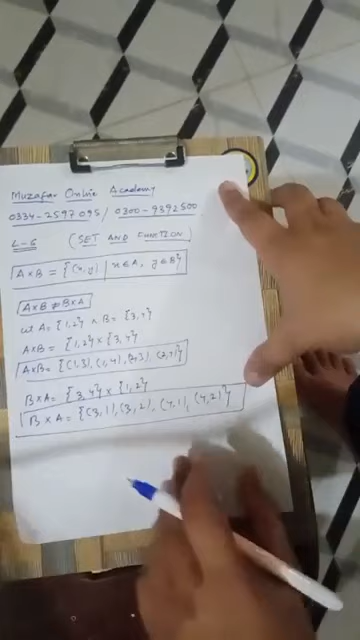 Muzafar Online Academy
0334-2597095/ 0300-9392500
L-6 (SET AND FUNCTION)
A×B = {(x,y) | x∈A, y∈B}
A×B ≠ B×A
let A= {1,2} × B= {3,4}
A×B= {1,2} × {3,4}
A×B= {(1,3), (1,4), (2,3), (2,4)}
B×A= {3,4} × {1,2}
B×A= {(3,1), (3,2), (4,1), (4,2)}